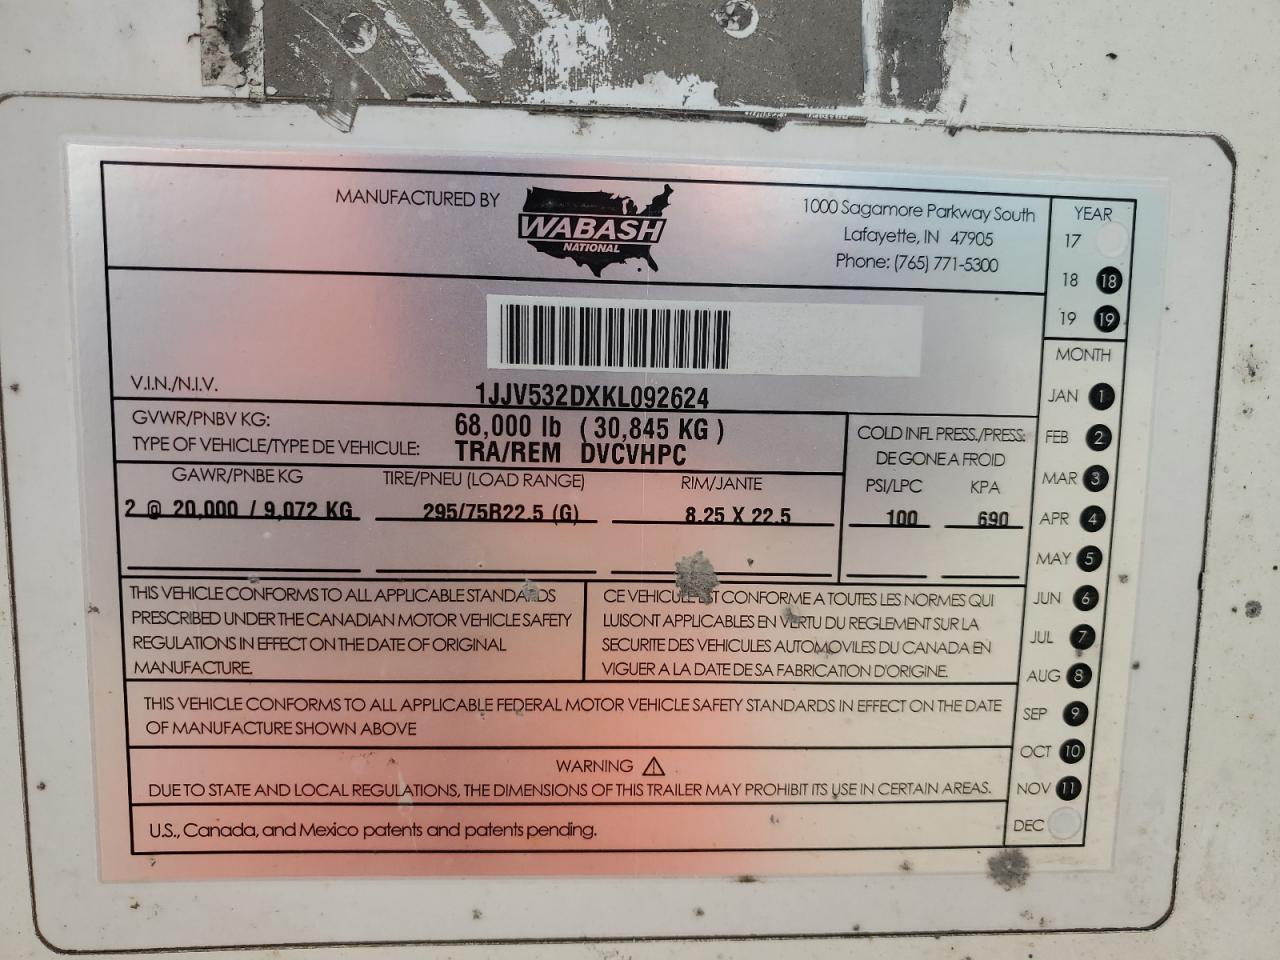 MANUFACTURED BY
WABASH
NATIONAL
1000 Sagamore Parkway South
Lafayette, IN 47905
Phone: (765) 771-5300
V.I.N./N.I.V.
1JJV532DXKL092624
GVWR/PNBV KG: 68,000 lb ( 30,845 KG )
TYPE OF VEHICLE/TYPE DE VEHICULE: TRA/REM DVCVHPC
GAWR/PNBE KG TIRE/PNEU (LOAD RANGE) RIM/JANTE
2 @ 20,000 / 9,072 KG 295/75R22.5 (G) 8.25 X 22.5
COLD INFL PRESS./PRESS.
DE GONE A FROID
PSI/LPC KPA
100 690
THIS VEHICLE CONFORMS TO ALL APPLICABLE STANDARDS
PRESCRIBED UNDER THE CANADIAN MOTOR VEHICLE SAFETY
REGULATIONS IN EFFECT ON THE DATE OF ORIGINAL
MANUFACTURE.
CE VEHICULE EST CONFORME A TOUTES LES NORMES QUI
LUISONT APPLICABLES EN VERTU DU REGLEMENT SUR LA
SECURITE DES VEHICULES AUTOMOVILES DU CANADA EN
VIGUER A LA DATE DE SA FABRICATION D'ORIGINE.
THIS VEHICLE CONFORMS TO ALL APPLICABLE FEDERAL MOTOR VEHICLE SAFETY STANDARDS IN EFFECT ON THE DATE
OF MANUFACTURE SHOWN ABOVE
WARNING
DUE TO STATE AND LOCAL REGULATIONS, THE DIMENSIONS OF THIS TRAILER MAY PROHIBIT ITS USE IN CERTAIN AREAS.
U.S., Canada, and Mexico patents and patents pending.
YEAR
17
18 18
19 19
MONTH
JAN 1
FEB 2
MAR 3
APR 4
MAY 5
JUN 6
JUL 7
AUG 8
SEP 9
OCT 10
NOV 11
DEC